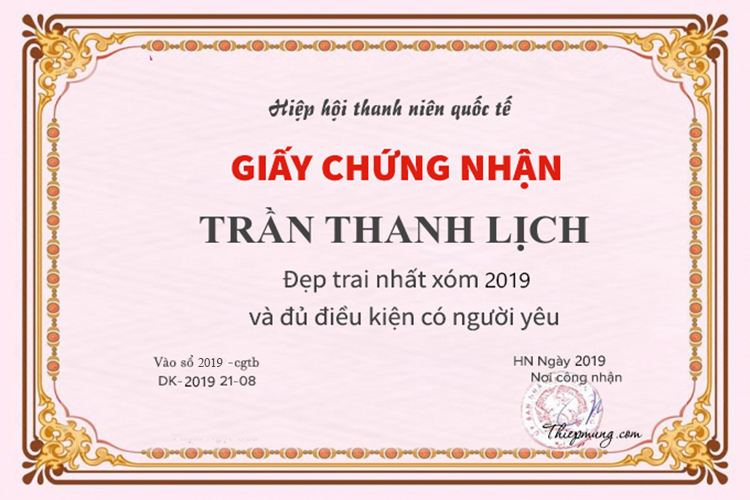 Hiệp hội thanh niên quốc tế
GIẤY CHỨNG NHẬN
TRẦN THANH LỊCH
Đẹp trai nhất xóm 2019
và đủ điều kiện có người yêu
Vào sổ 2019 -cgtb
DK-2019 21-08
HN Ngày 2019
Nơi công nhận
Thiepmung.com